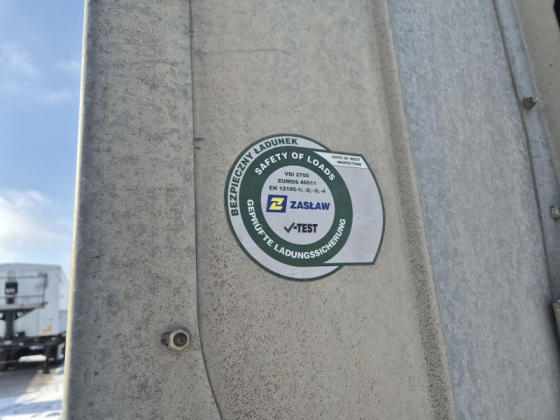 BEZPIECZNY ŁADUNEK
SAFETY OF LOADS
DATE OF NEXT
INSPECTION
VDI 2700
EUMOS 40511
EN 12195-1; -2; -3; -4
Z ZASŁAW
√-TEST
GEPRÜFTE LADUNGSSICHERUNG